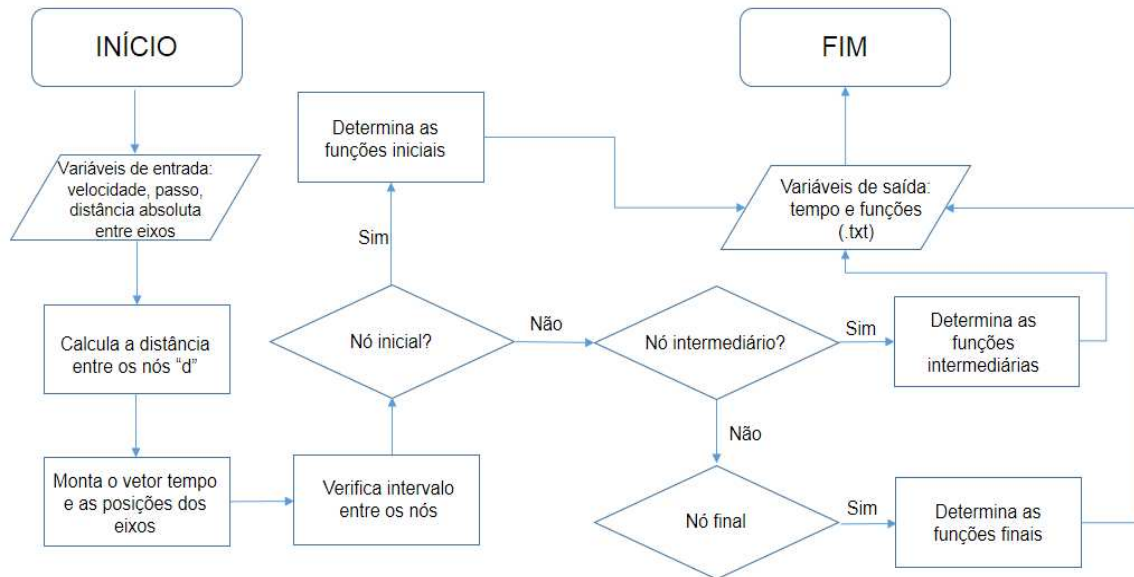 INÍCIO
Variáveis de entrada:
velocidade, passo,
distância absoluta
entre eixos
Calcula a distância
entre os nós “d”
Monta o vetor tempo
e as posições dos
eixos
Verifica intervalo
entre os nós
Nó inicial?
Sim
Determina as
funções iniciais
Não
Nó intermediário?
Sim
Determina as
funções
intermediárias
Não
Nó final
Sim
Determina as
funções finais
Variáveis de saída:
tempo e funções
(.txt)
FIM